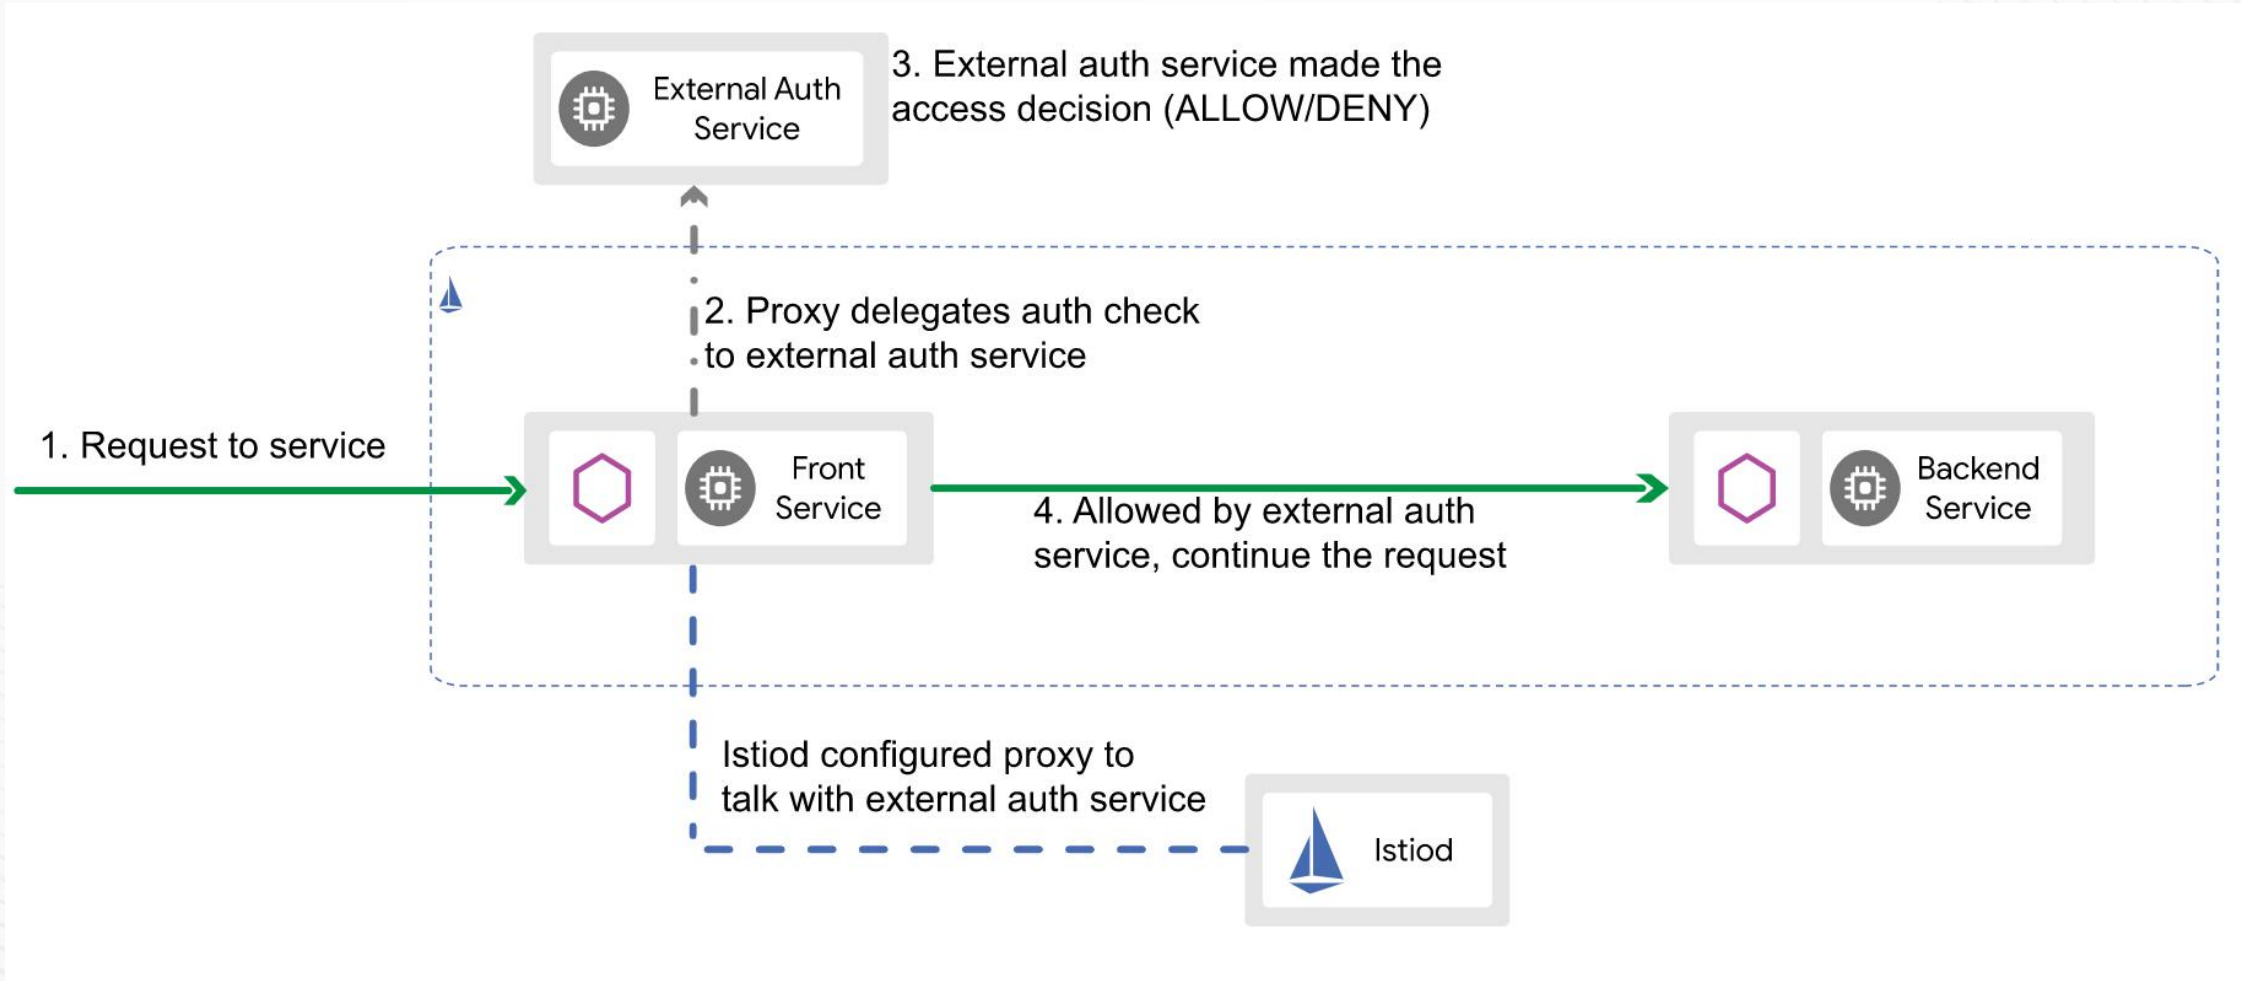 External Auth
Service
3. External auth service made the
access decision (ALLOW/DENY)
2. Proxy delegates auth check
to external auth service
1. Request to service
Front
Service
4. Allowed by external auth
service, continue the request
Backend
Service
Istiod configured proxy to
talk with external auth service
Istiod